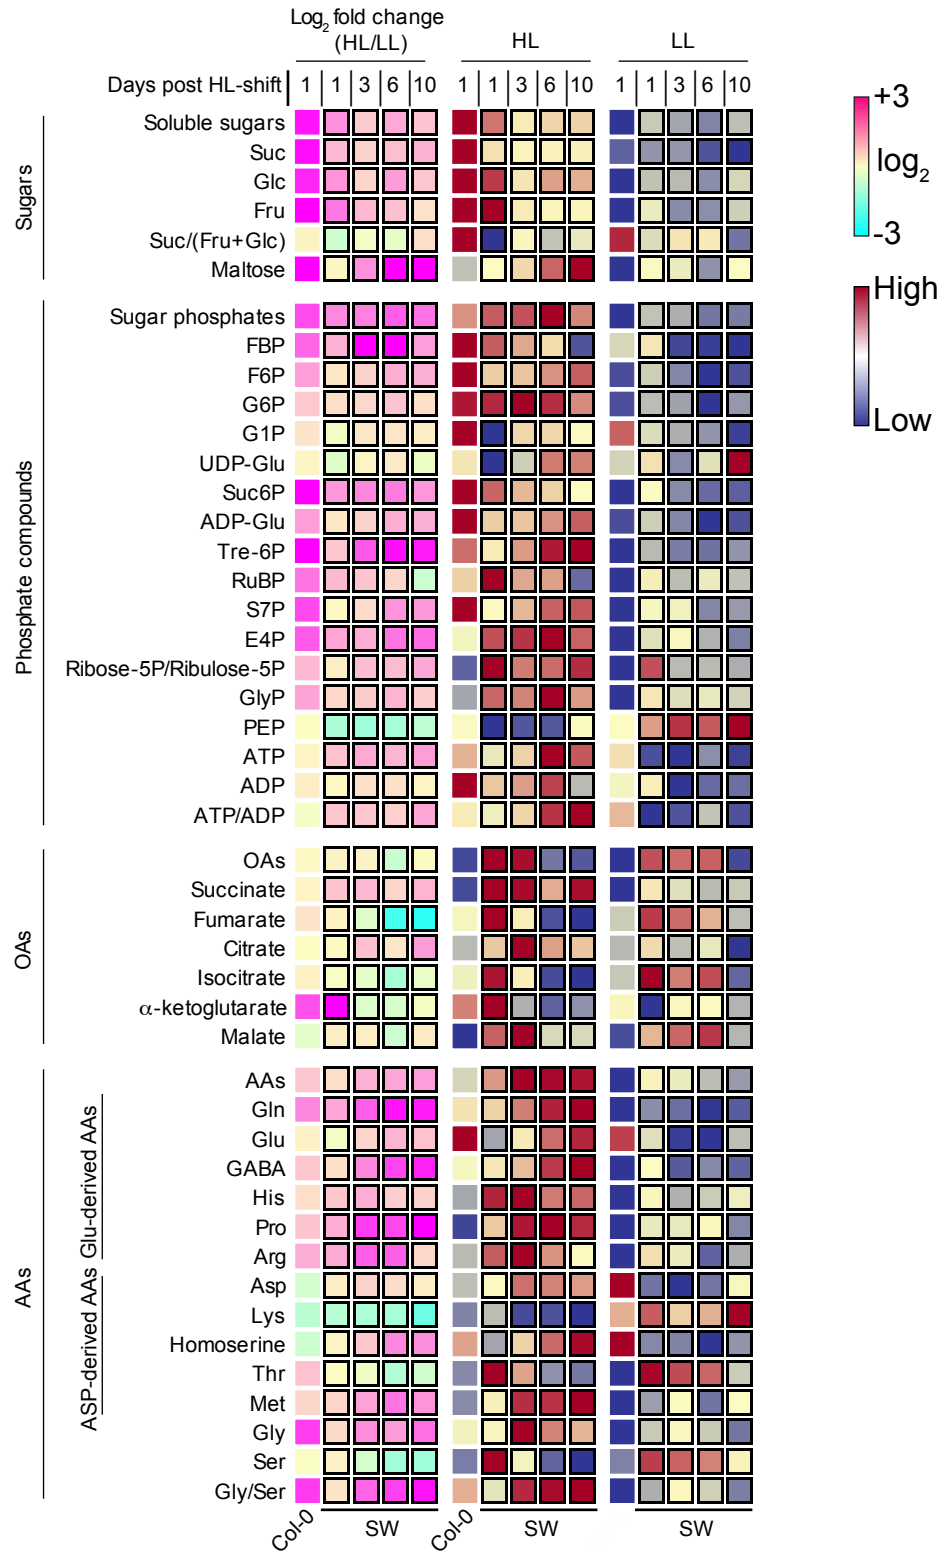 Log2 fold change
(HL/LL)
HL
LL
Days post HL-shift 1 1 3 6 10 1 1 3 6 10 1 1 3 6 10
+3
log2
-3
High
Low
Sugars
Soluble sugars
Suc
Glc
Fru
Suc/(Fru+Glc)
Maltose
Phosphate compounds
Sugar phosphates
FBP
F6P
G6P
G1P
UDP-Glu
Suc6P
ADP-Glu
Tre-6P
RuBP
S7P
E4P
Ribose-5P/Ribulose-5P
GlyP
PEP
ATP
ADP
ATP/ADP
OAs
OAs
Succinate
Fumarate
Citrate
Isocitrate
α-ketoglutarate
Malate
AAs
Glu-derived AAs
ASP-derived AAs
AAs
Gln
Glu
GABA
His
Pro
Arg
Asp
Lys
Homoserine
Thr
Met
Gly
Ser
Gly/Ser
Col-0 SW Col-0 SW SW